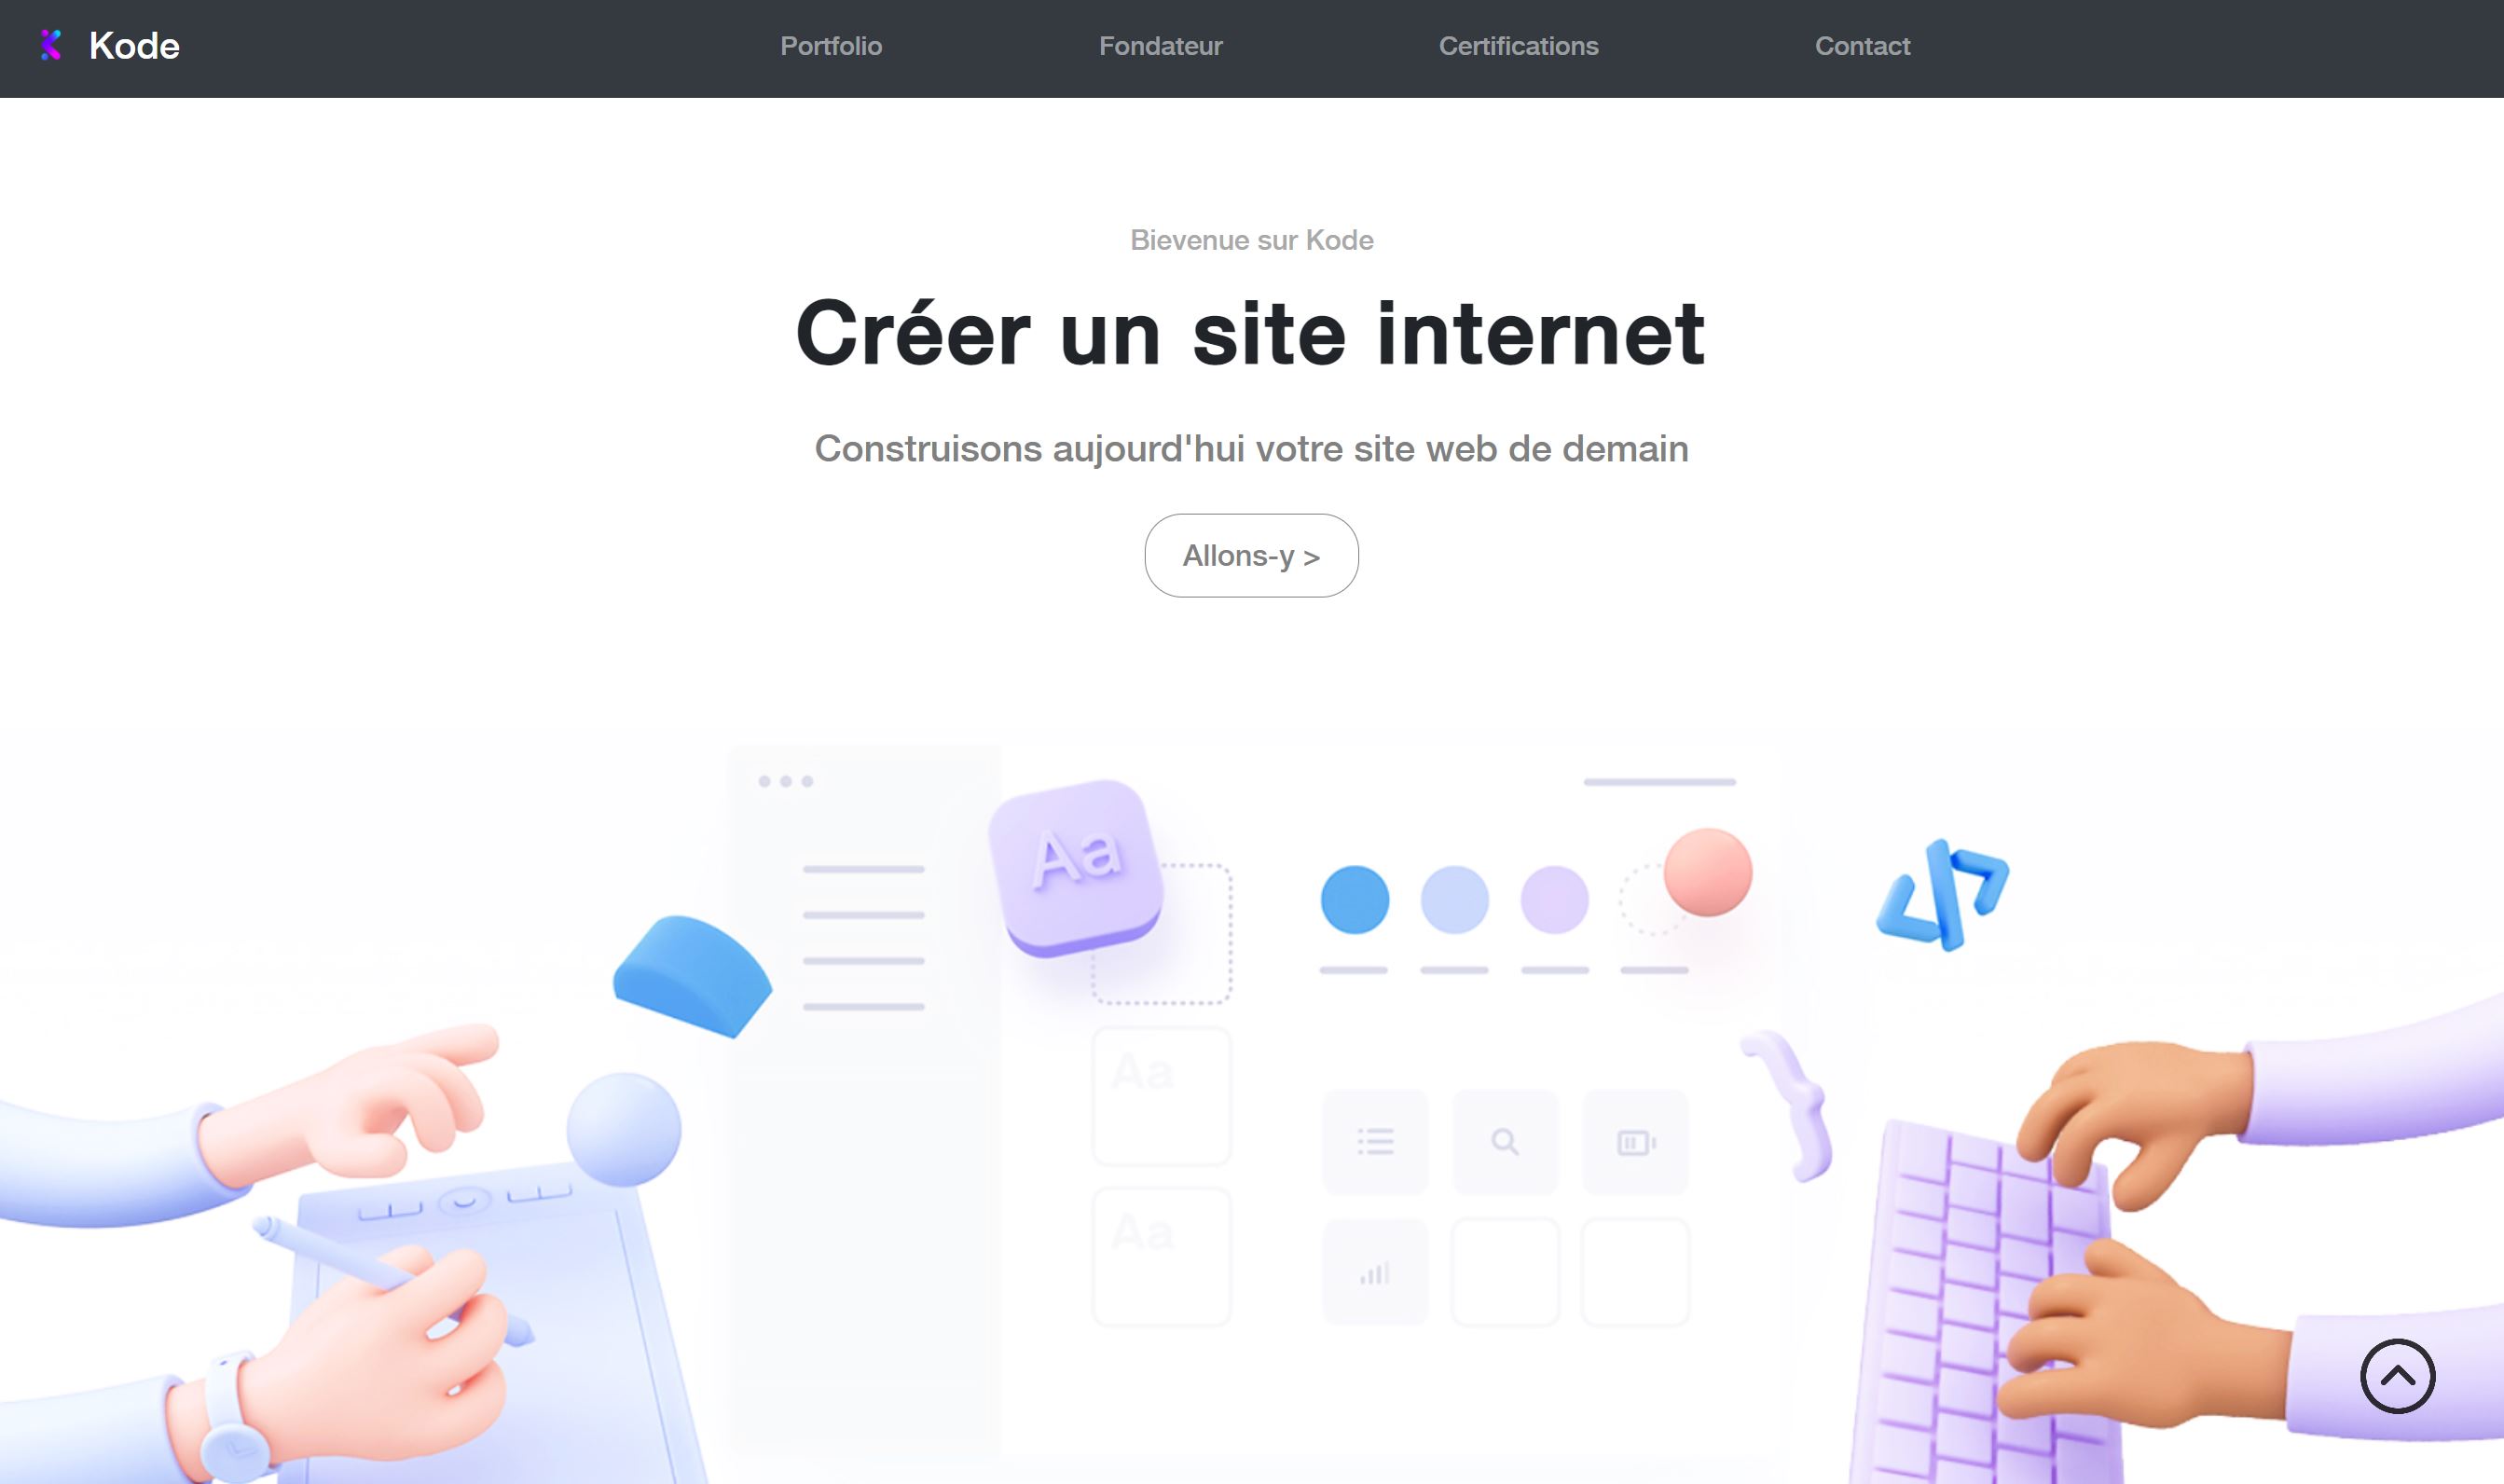 Kode
Portfolio
Fondateur
Certifications
Contact
Bievenue sur Kode
Créer un site internet
Construisons aujourd'hui votre site web de demain
Allons-y >
Aa
Aa
Aa